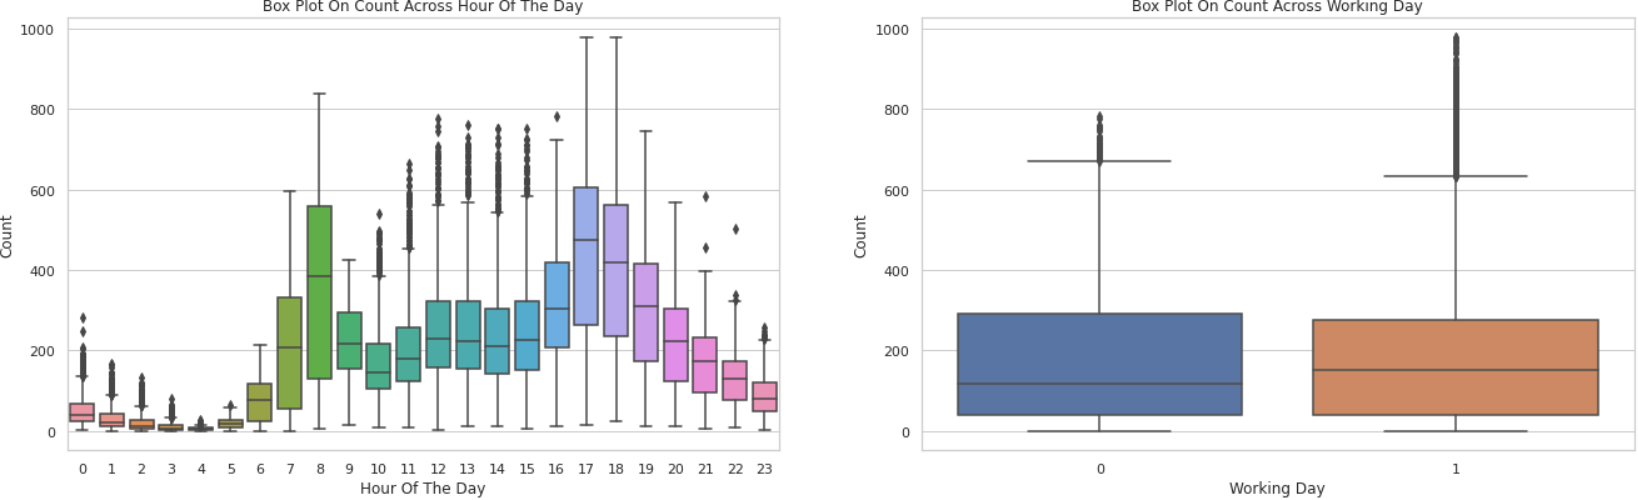 Box Plot On Count Across Hour Of The Day
1000
800
600
400
200
0
Count
0 1 2 3 4 5 6 7 8 9 10 11 12 13 14 15 16 17 18 19 20 21 22 23
Hour Of The Day
Box Plot On Count Across Working Day
1000
800
600
400
200
0
Count
0 1
Working Day